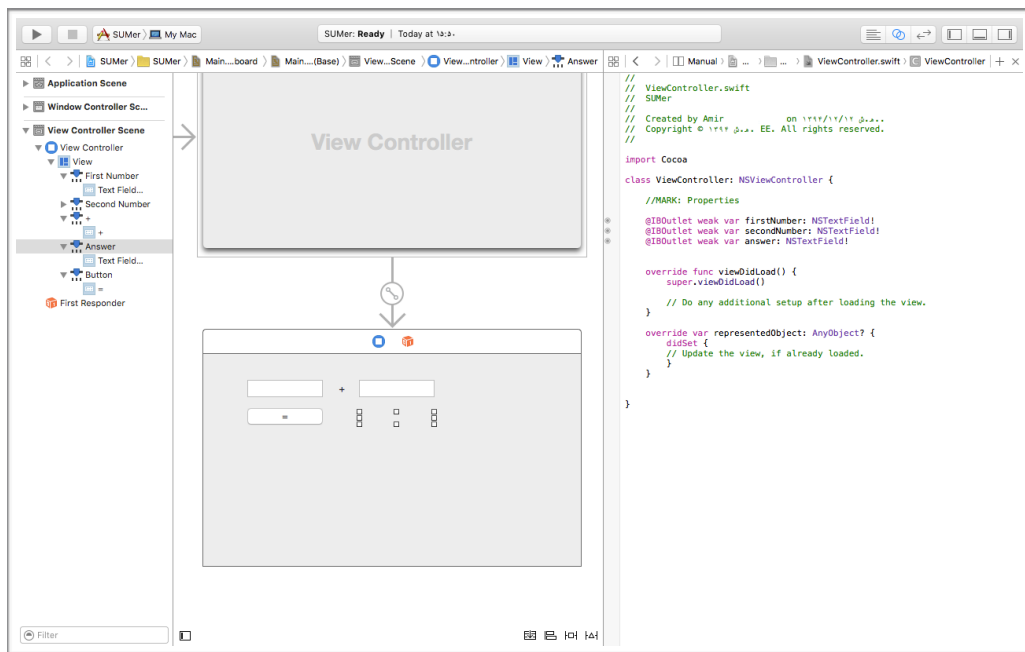 SUMer 〉 My Mac
SUMer: Ready | Today at ۱۵:۵۰
SUMer 〉 SUMer 〉 Main....board 〉 Main....(Base) 〉 View...Scene 〉 View...ntroller 〉 View 〉 Answer
Manual 〉 ... 〉 ... 〉 ViewController.swift 〉 C ViewController
Application Scene
Window Controller Sc...
View Controller Scene
View Controller
View
First Number
Text Field...
Second Number
+
+
Answer
Text Field...
Button
=
First Responder
Filter
View Controller
+
=
//
//  ViewController.swift
//  SUMer
//
//  Created by Amir on ۱۳۹۴/۱۲/۱۲ ه‍.ش..
//  Copyright © ۱۳۹۴ ه‍.ش. EE. All rights reserved.
//
import Cocoa
class ViewController: NSViewController {
//MARK: Properties
@IBOutlet weak var firstNumber: NSTextField!
@IBOutlet weak var secondNumber: NSTextField!
@IBOutlet weak var answer: NSTextField!
override func viewDidLoad() {
super.viewDidLoad()
// Do any additional setup after loading the view.
}
override var representedObject: AnyObject? {
didSet {
// Update the view, if already loaded.
}
}
}